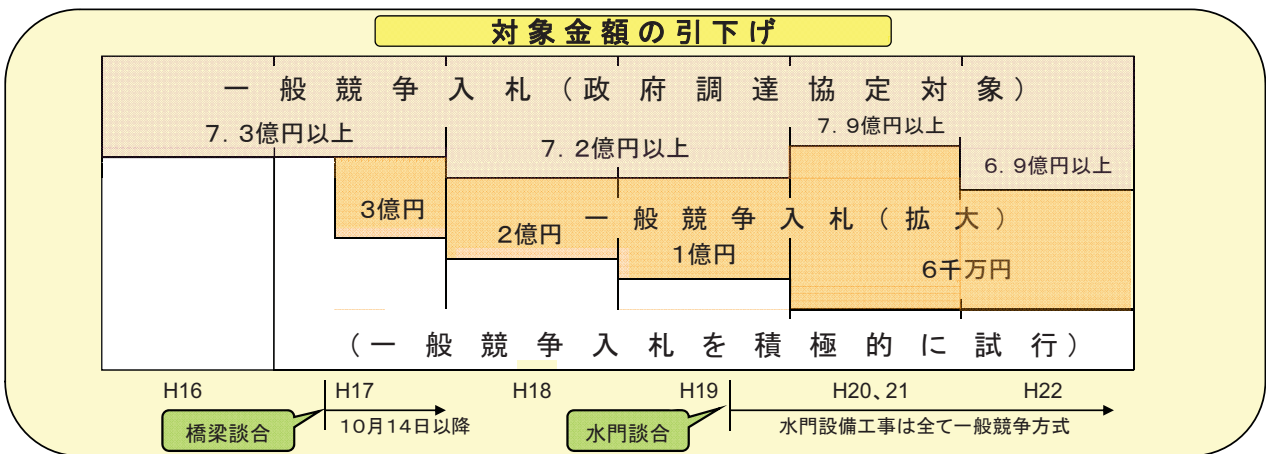 対象金額の引下げ
一般競争入札(政府調達協定対象)
7.3億円以上
7.2億円以上
7.9億円以上
6.9億円以上
3億円
2億円
一般競争入札(拡大)
1億円
6千万円
(一般競争入札を積極的に試行)
H16
H17
H18
H19
H20、21
H22
橋梁談合
10月14日以降
水門談合
水門設備工事は全て一般競争方式